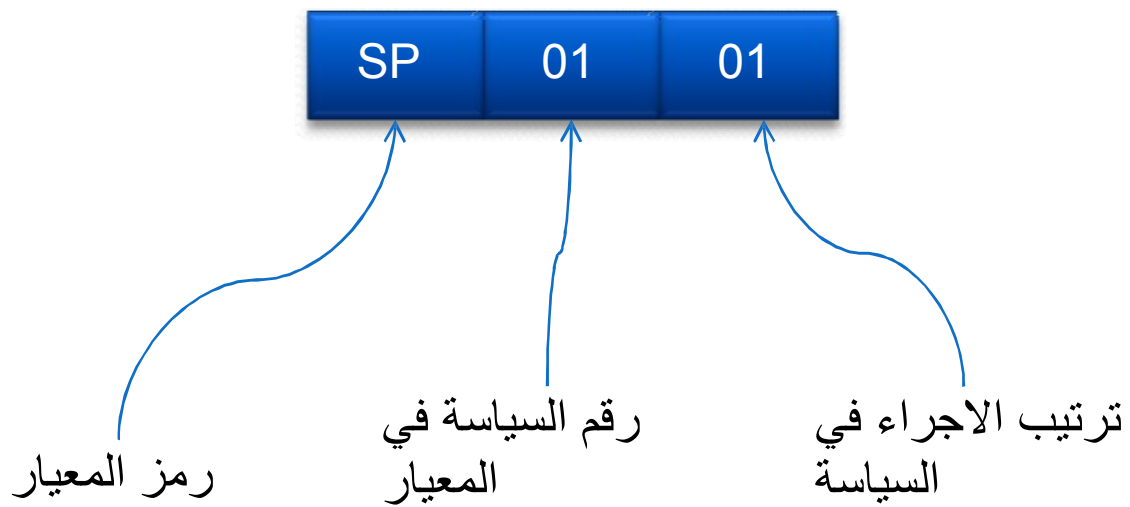 SP 01 01
رمز المعيار
رقم السياسة في
المعيار
ترتيب الاجراء في
السياسة